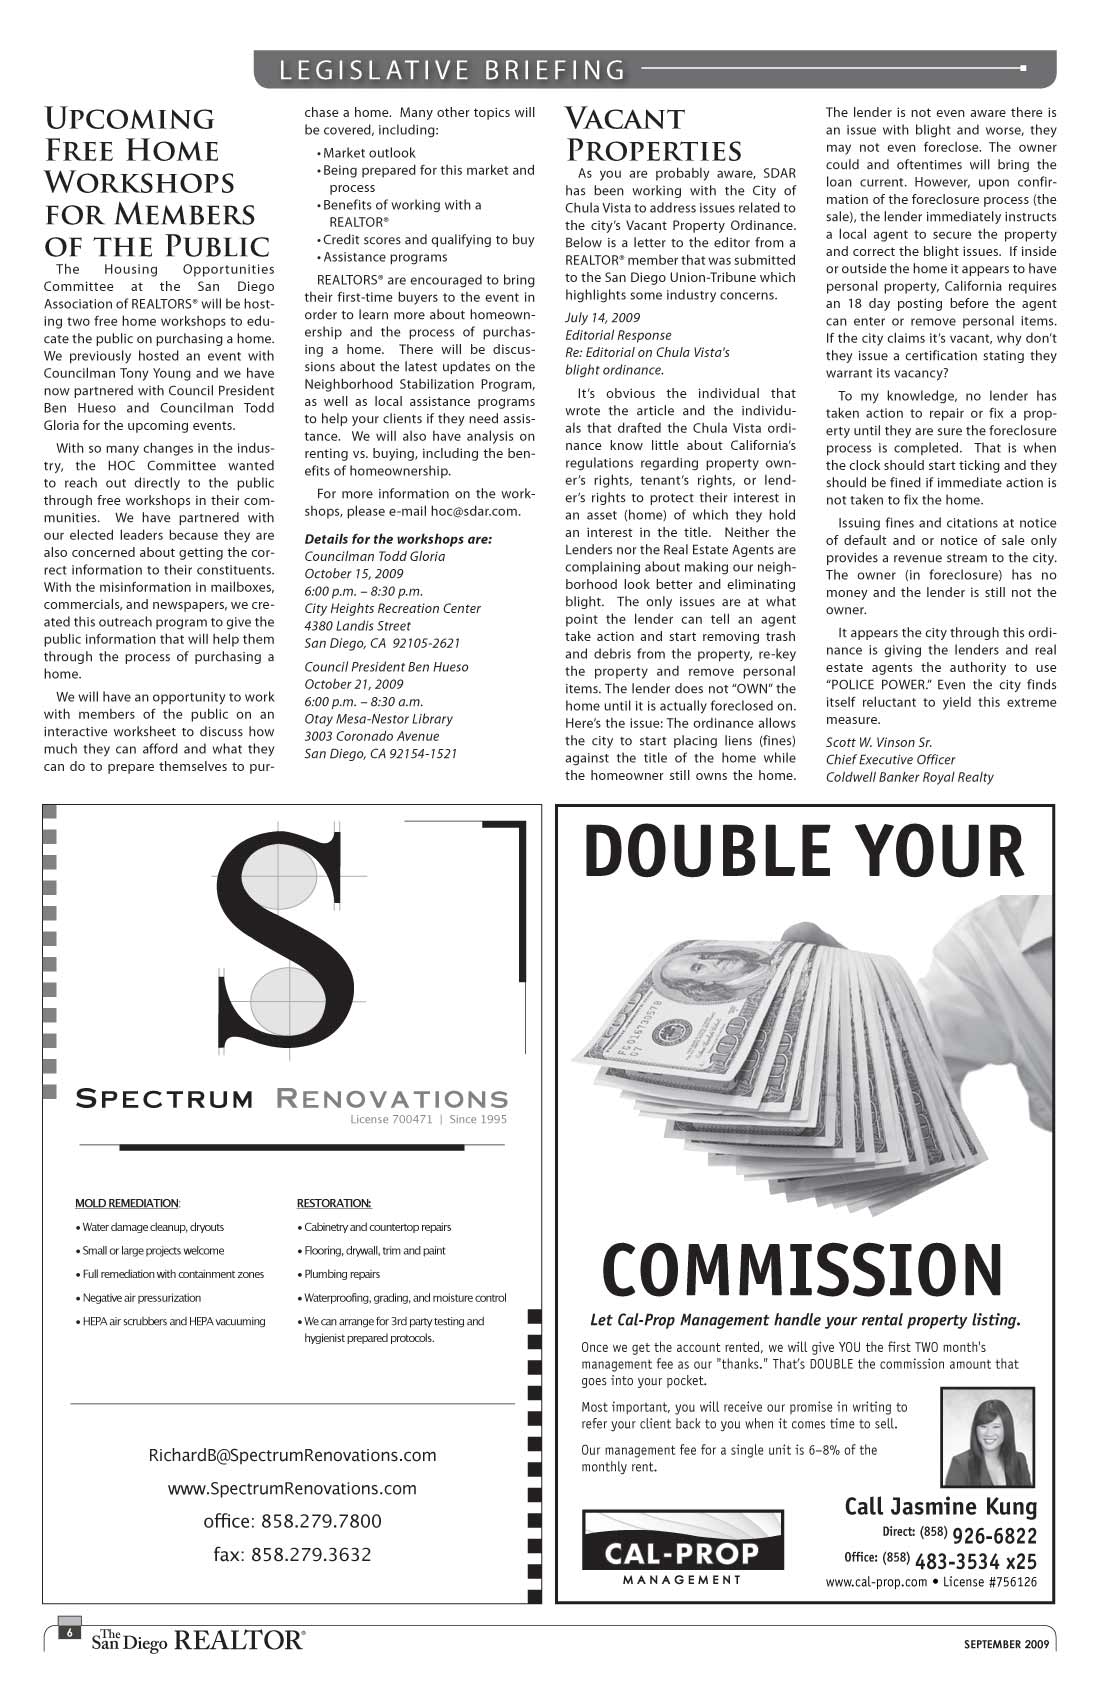 LEGISLATIVE BRIEFING
UPCOMING
FREE HOME
WORKSHOPS
FOR MEMBERS
OF THE PUBLIC
The Housing Opportunities
Committee at the San Diego
Association of REALTORS® will be host-
ing two free home workshops to edu-
cate the public on purchasing a home.
We previously hosted an event with
Councilman Tony Young and we have
now partnered with Council President
Ben Hueso and Councilman Todd
Gloria for the upcoming events.
With so many changes in the indus-
try, the HOC Committee wanted
to reach out directly to the public
through free workshops in their com-
munities. We have partnered with
our elected leaders because they are
also concerned about getting the cor-
rect information to their constituents.
With the misinformation in mailboxes,
commercials, and newspapers, we cre-
ated this outreach program to give the
public information that will help them
through the process of purchasing a
home.
We will have an opportunity to work
with members of the public on an
interactive worksheet to discuss how
much they can afford and what they
can do to prepare themselves to pur-
chase a home. Many other topics will
be covered, including:
• Market outlook
• Being prepared for this market and
process
• Benefits of working with a
REALTOR®
• Credit scores and qualifying to buy
• Assistance programs
REALTORS® are encouraged to bring
their first-time buyers to the event in
order to learn more about homeown-
ership and the process of purchas-
ing a home. There will be discus-
sions about the latest updates on the
Neighborhood Stabilization Program,
as well as local assistance programs
to help your clients if they need assis-
tance. We will also have analysis on
renting vs. buying, including the ben-
efits of homeownership.
For more information on the work-
shops, please e-mail hoc@sdar.com.
Details for the workshops are:
Councilman Todd Gloria
October 15, 2009
6:00 p.m. – 8:30 p.m.
City Heights Recreation Center
4380 Landis Street
San Diego, CA 92105-2621
Council President Ben Hueso
October 21, 2009
6:00 p.m. – 8:30 a.m.
Otay Mesa-Nestor Library
3003 Coronado Avenue
San Diego, CA 92154-1521
VACANT
PROPERTIES
As you are probably aware, SDAR
has been working with the City of
Chula Vista to address issues related to
the city's Vacant Property Ordinance.
Below is a letter to the editor from a
REALTOR® member that was submitted
to the San Diego Union-Tribune which
highlights some industry concerns.
July 14, 2009
Editorial Response
Re: Editorial on Chula Vista's
blight ordinance.
It's obvious the individual that
wrote the article and the individu-
als that drafted the Chula Vista ordi-
nance know little about California's
regulations regarding property own-
er's rights, tenant's rights, or lend-
er's rights to protect their interest in
an asset (home) of which they hold
an interest in the title. Neither the
Lenders nor the Real Estate Agents are
complaining about making our neigh-
borhood look better and eliminating
blight. The only issues are at what
point the lender can tell an agent
take action and start removing trash
and debris from the property, re-key
the property and remove personal
items. The lender does not "OWN" the
home until it is actually foreclosed on.
Here's the issue: The ordinance allows
the city to start placing liens (fines)
against the title of the home while
the homeowner still owns the home.
The lender is not even aware there is
an issue with blight and worse, they
may not even foreclose. The owner
could and oftentimes will bring the
loan current. However, upon confir-
mation of the foreclosure process (the
sale), the lender immediately instructs
a local agent to secure the property
and correct the blight issues. If inside
or outside the home it appears to have
personal property, California requires
an 18 day posting before the agent
can enter or remove personal items.
If the city claims it's vacant, why don't
they issue a certification stating they
warrant its vacancy?
To my knowledge, no lender has
taken action to repair or fix a prop-
erty until they are sure the foreclosure
process is completed. That is when
the clock should start ticking and they
should be fined if immediate action is
not taken to fix the home.
Issuing fines and citations at notice
of default and or notice of sale only
provides a revenue stream to the city.
The owner (in foreclosure) has no
money and the lender is still not the
owner.
It appears the city through this ordi-
nance is giving the lenders and real
estate agents the authority to use
"POLICE POWER." Even the city finds
itself reluctant to yield this extreme
measure.
Scott W. Vinson Sr.
Chief Executive Officer
Coldwell Banker Royal Realty
S
SPECTRUM RENOVATIONS
License 700471 | Since 1995
MOLD REMEDIATION:
• Water damage cleanup, dryouts
• Small or large projects welcome
• Full remediation with containment zones
• Negative air pressurization
• HEPA air scrubbers and HEPA vacuuming
RESTORATION:
• Cabinetry and countertop repairs
• Flooring, drywall, trim and paint
• Plumbing repairs
• Waterproofing, grading, and moisture control
• We can arrange for 3rd party testing and
hygienist prepared protocols.
RichardB@SpectrumRenovations.com
www.SpectrumRenovations.com
office: 858.279.7800
fax: 858.279.3632
DOUBLE YOUR
FG 01673057B
G7
100
COMMISSION
Let Cal-Prop Management handle your rental property listing.
Once we get the account rented, we will give YOU the first TWO month's
management fee as our "thanks." That's DOUBLE the commission amount that
goes into your pocket.
Most important, you will receive our promise in writing to
refer your client back to you when it comes time to sell.
Our management fee for a single unit is 6–8% of the
monthly rent.
CAL-PROP
MANAGEMENT
Call Jasmine Kung
Direct: (858) 926-6822
Office: (858) 483-3534 x25
www.cal-prop.com • License #756126
6
The San Diego REALTOR®
SEPTEMBER 2009